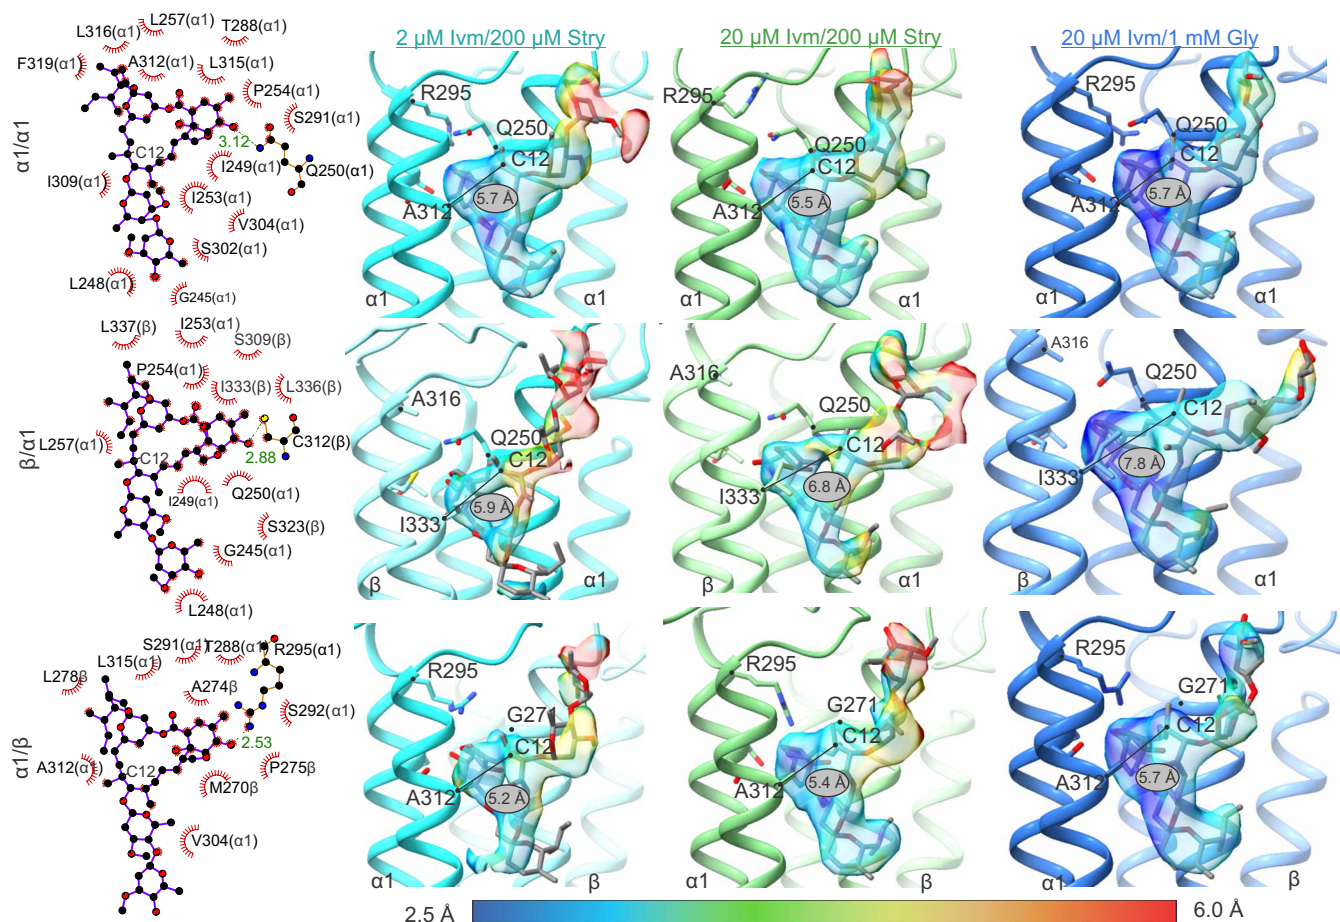 2 µM Ivm/200 µM Stry
20 µM Ivm/200 µM Stry
20 µM Ivm/1 mM Gly
α1/α1
L257(α1)
L316(α1)
T288(α1)
F319(α1)
A312(α1)
L315(α1)
P254(α1)
S291(α1)
3.12
C12
I249(α1)
Q250(α1)
I309(α1)
I253(α1)
V304(α1)
S302(α1)
L248(α1)
G245(α1)
R295
Q250
C12
A312
5.7 Å
α1
α1
R295
Q250
C12
A312
5.5 Å
α1
α1
R295
Q250
C12
A312
5.7 Å
α1
α1
β/α1
L337(β)
I253(α1)
S309(β)
P254(α1)
I333(β)
L336(β)
L257(α1)
C312(β)
C12
2.88
I249(α1)
Q250(α1)
S323(β)
G245(α1)
L248(α1)
A316
Q250
C12
I333
5.9 Å
β
α1
A316
Q250
C12
I333
6.8 Å
β
α1
A316
Q250
C12
I333
7.8 Å
β
α1
α1/β
S291(α1)
T288(α1)
R295(α1)
L315(α1)
L278β
A274β
S292(α1)
2.53
A312(α1)
C12
P275β
M270β
V304(α1)
R295
G271
C12
A312
5.2 Å
α1
β
R295
G271
C12
A312
5.4 Å
α1
β
R295
G271
C12
A312
5.7 Å
α1
β
2.5 Å
6.0 Å